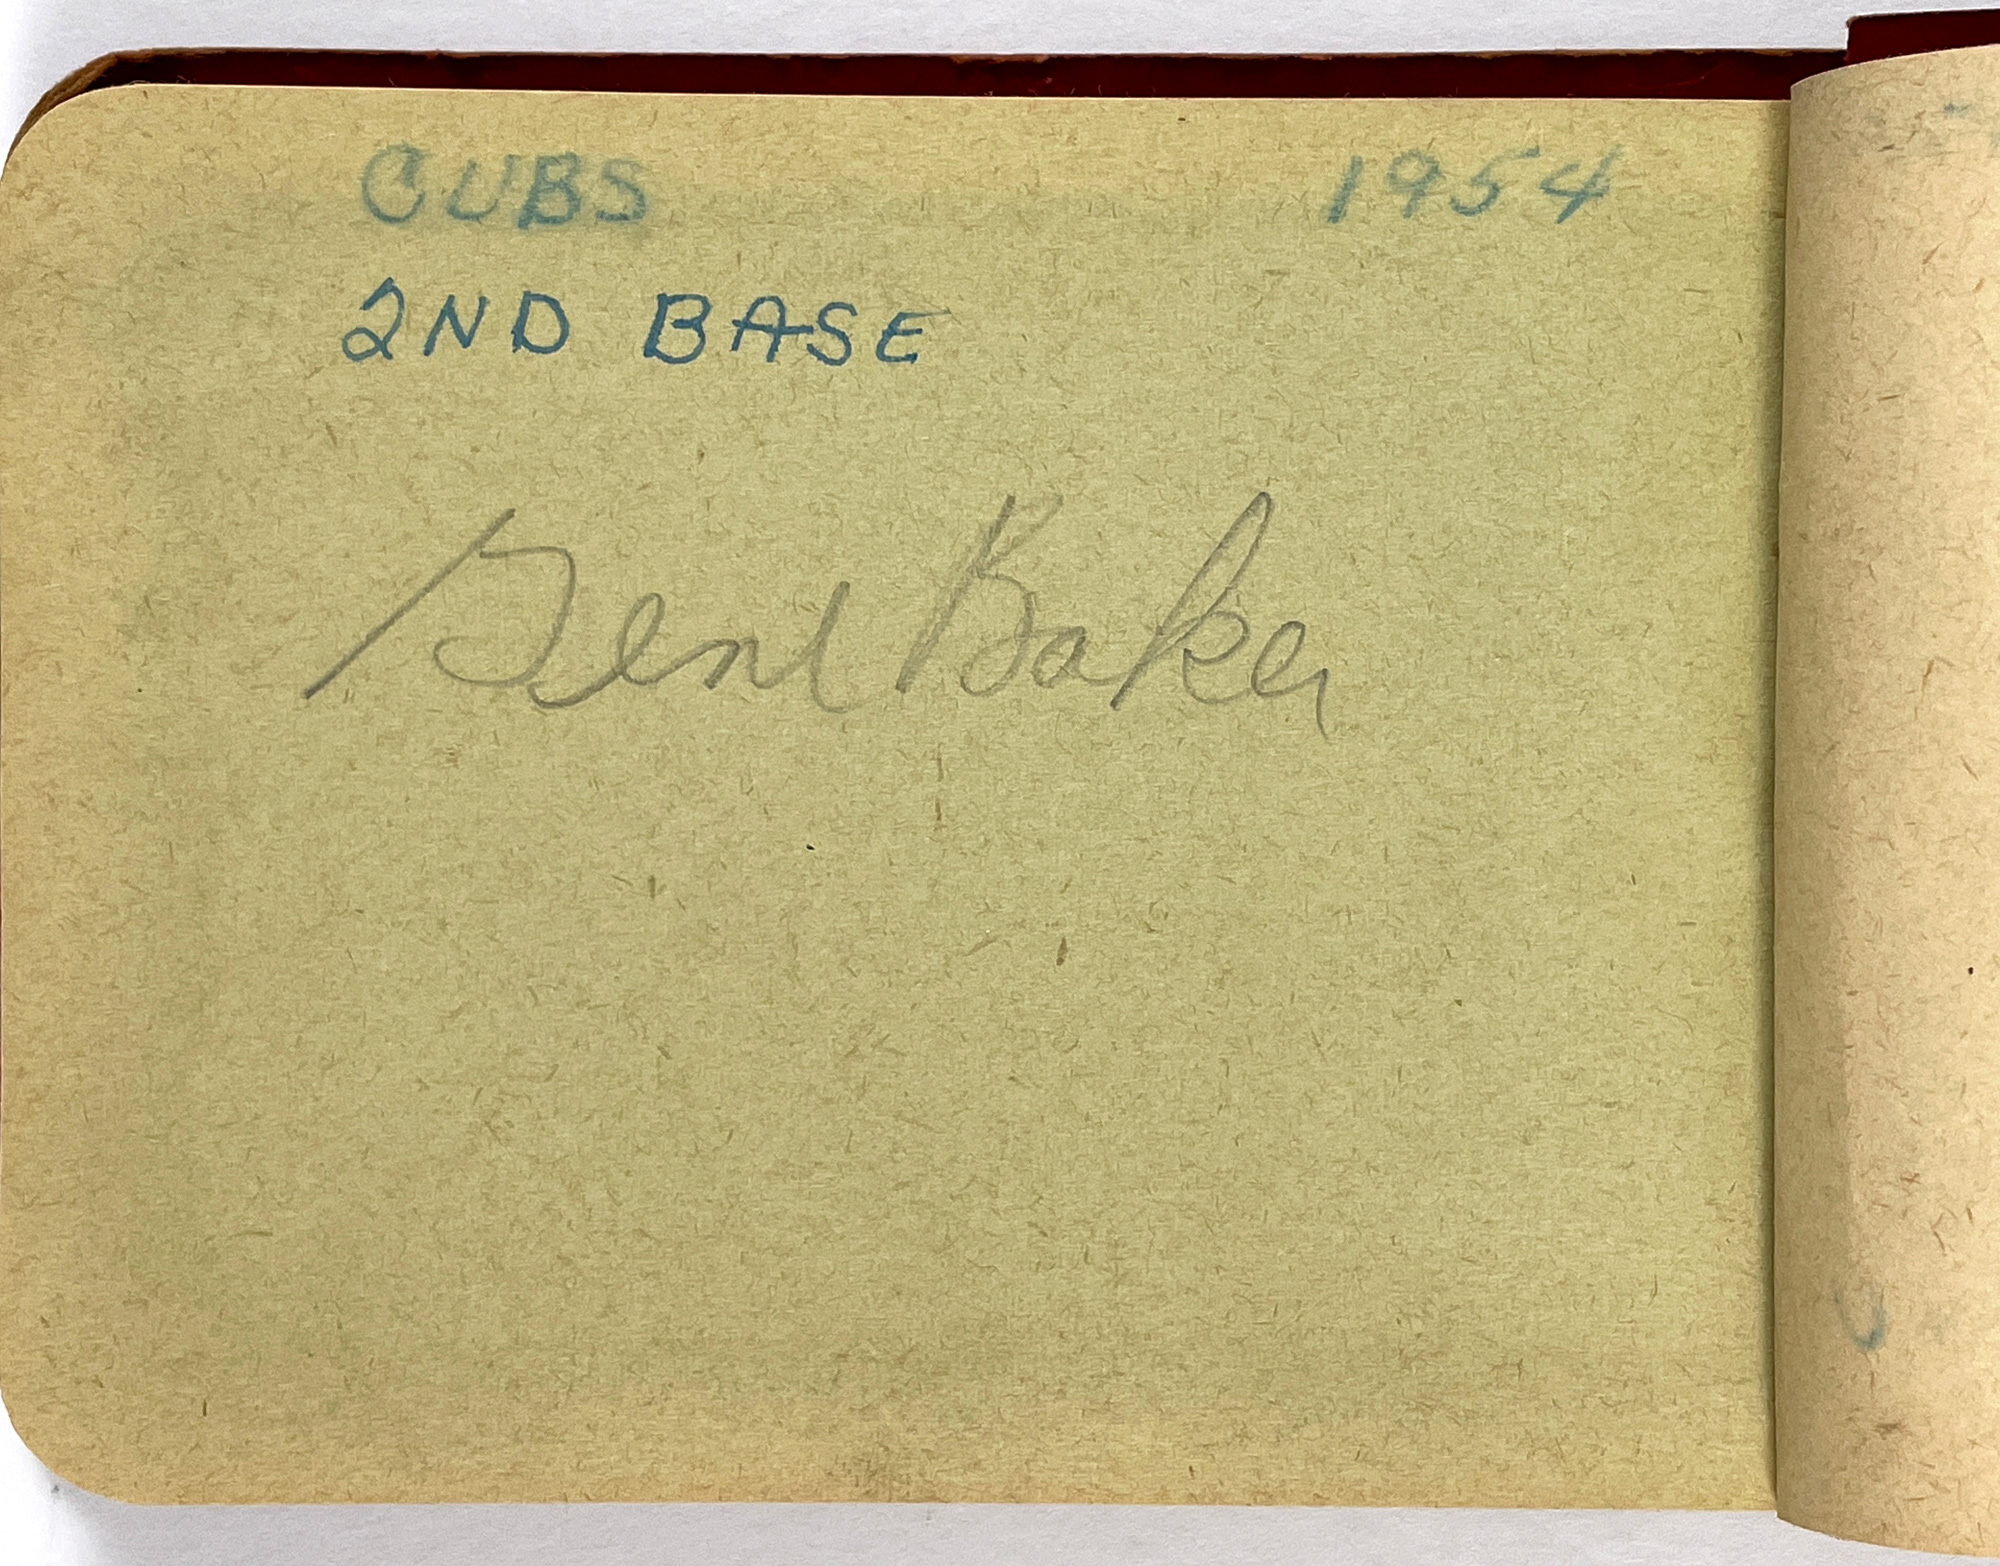 CUBS 1954
2ND BASE
Gene Baker